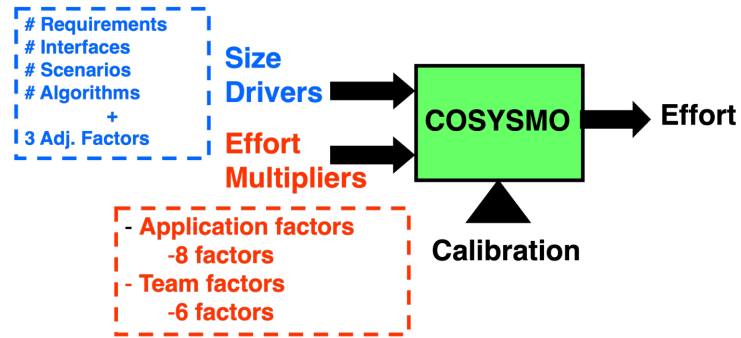 # Requirements
# Interfaces
# Scenarios
# Algorithms
+
3 Adj. Factors
Size
Drivers
Effort
Multipliers
COSYSMO
Effort
Calibration
- Application factors
-8 factors
- Team factors
-6 factors